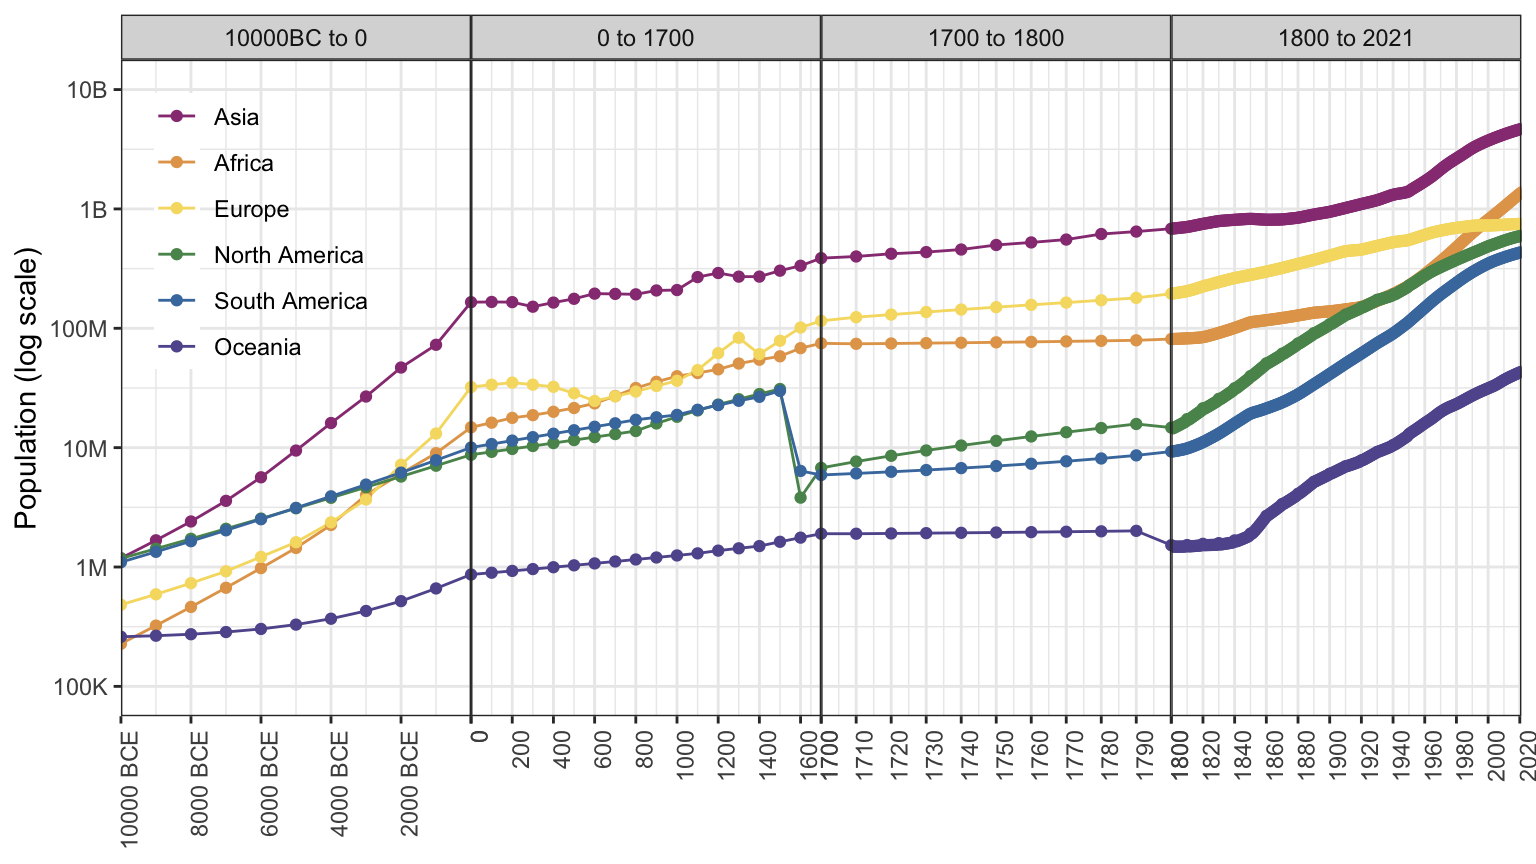 10000BC to 0
0 to 1700
1700 to 1800
1800 to 2021
Population (log scale)
10B
1B
100M
10M
1M
100K
Asia
Africa
Europe
North America
South America
Oceania
10000 BCE
8000 BCE
6000 BCE
4000 BCE
2000 BCE
0
200
400
600
800
1000
1200
1400
1600
1700
1710
1720
1730
1740
1750
1760
1770
1780
1790
1800
1820
1840
1860
1880
1900
1920
1940
1960
1980
2000
2020